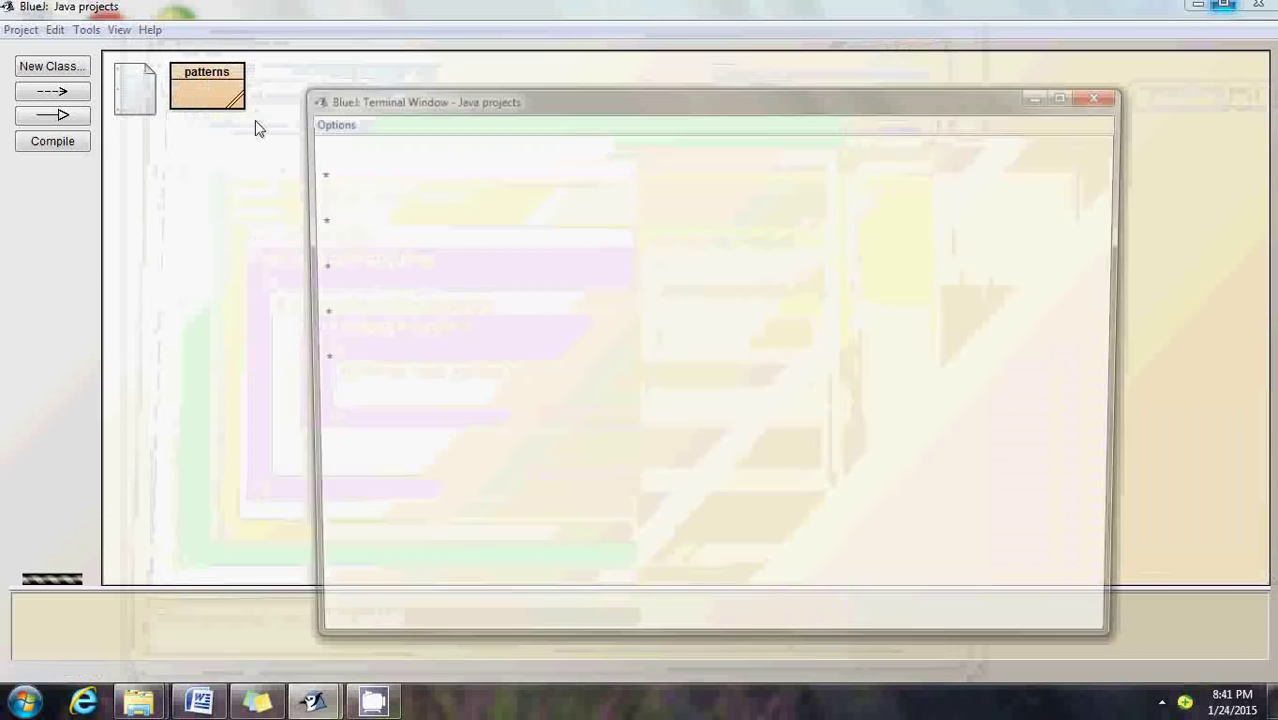 BlueJ: Java projects
Project Edit Tools View Help
New Class...
patterns
Compile
BlueJ: Terminal Window - Java projects
Options
*
*
*
*
*
8:41 PM
1/24/2015